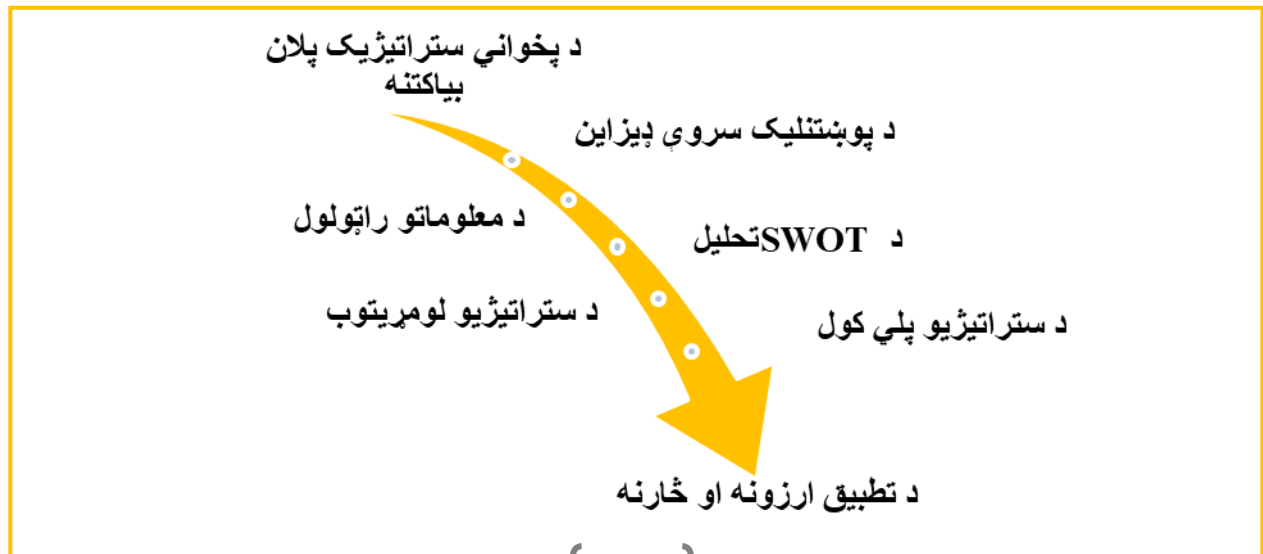 د پخواني ستراتيژيک پلان
بياکتنه
د پوښتنليک سروې ډيزاين
د معلوماتو راټولول
د SWOT تحليل
د ستراتيژيو لومړيتوب
د ستراتيژيو پلي کول
د تطبيق ارزونه او څارنه